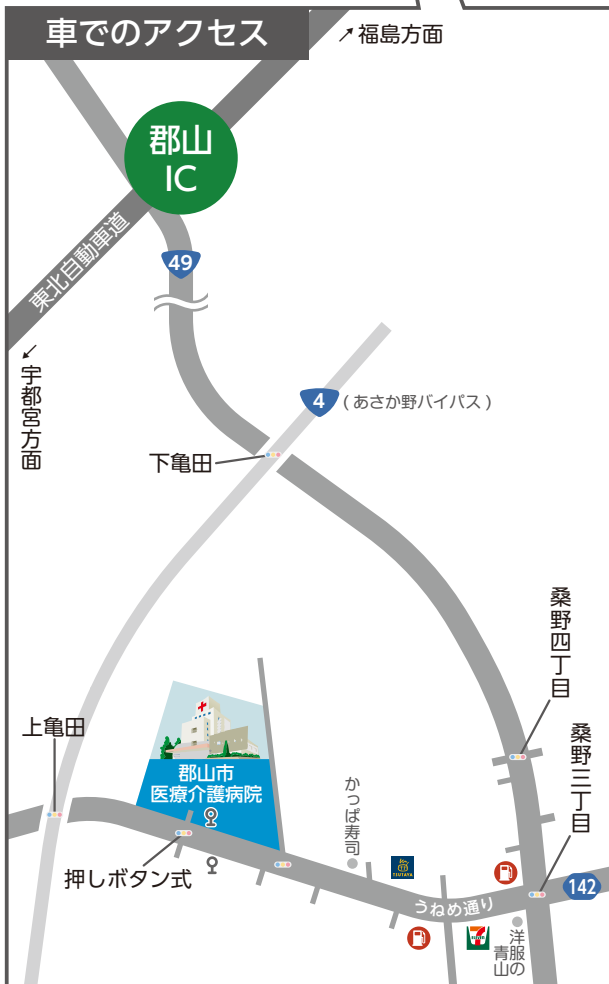 車でのアクセス
↗福島方面
郡山
IC
東北自動車道
49
↙宇都宮方面
4
(あさか野バイパス)
下亀田
桑野四丁目
桑野三丁目
上亀田
郡山市
医療介護病院
かっぱ寿司
TSUTAYA
押しボタン式
うねめ通り
142
洋服の
青山